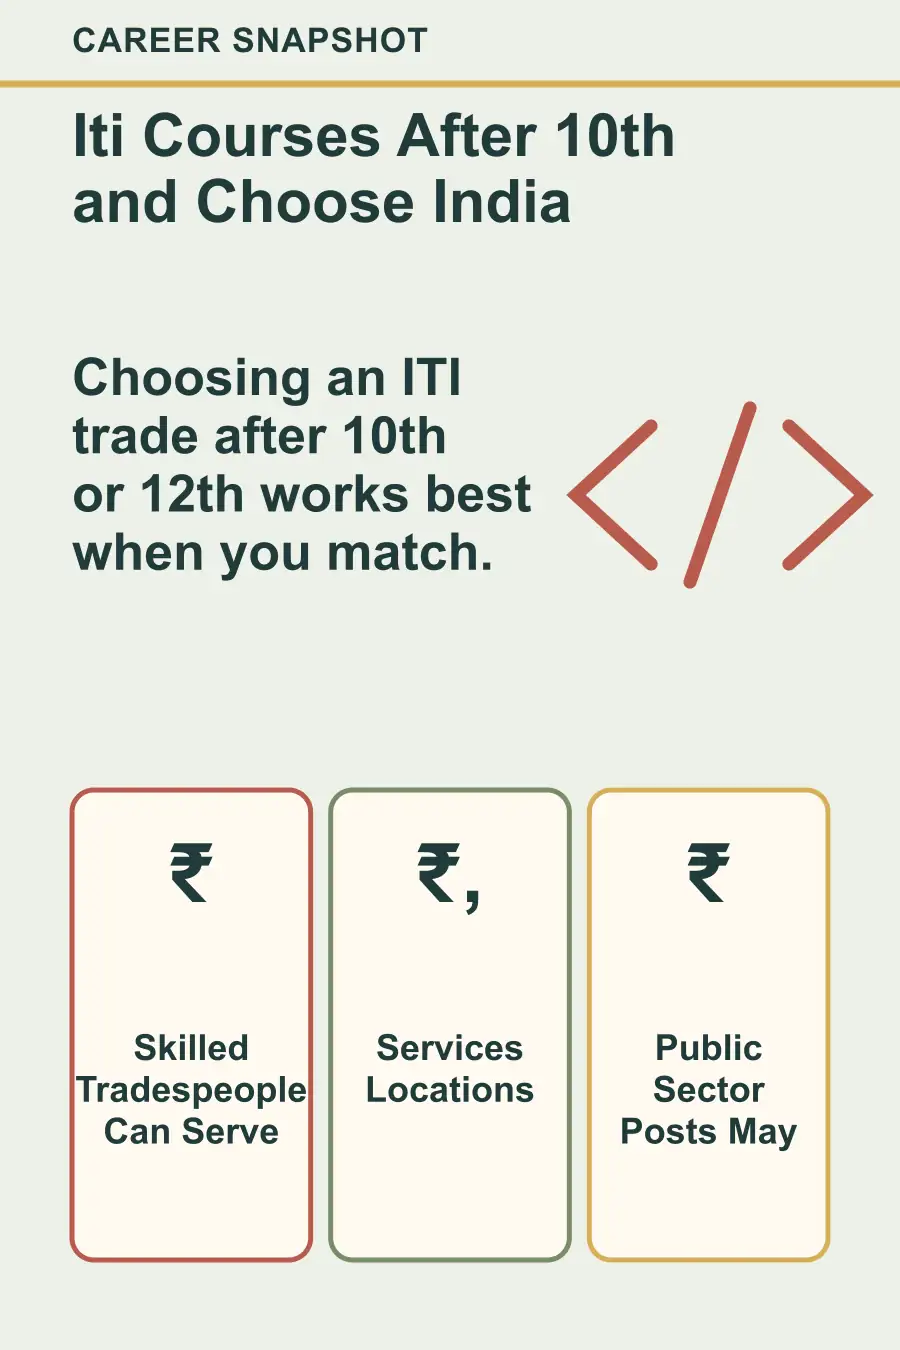 CAREER SNAPSHOT
Iti Courses After 10th
and Choose India
Choosing an ITI
trade after 10th
or 12th works best
when you match.
</>
₹
Skilled
Tradespeople
Can Serve
₹,
Services
Locations
₹
Public
Sector
Posts May